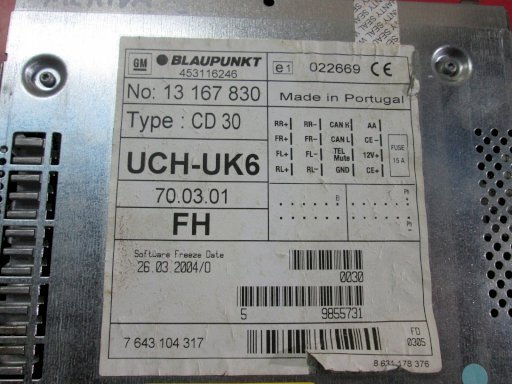 GM BLAUPUNKT
453116246
e1 022669 CE
No: 13 167 830
Made in Portugal
Type : CD 30
RR+ RR- CAN H AA
FR+ FR- CAN L CE-
FL+ FL- TEL Mute 12V+
RL+ RL- GND CE+
FUSE
15 A
UCH-UK6
70.03.01
FH
Software Freeze Date
26.03.2004/0
0030
5 9855731
7 643 104 317
FD
0305
8 631 178 376